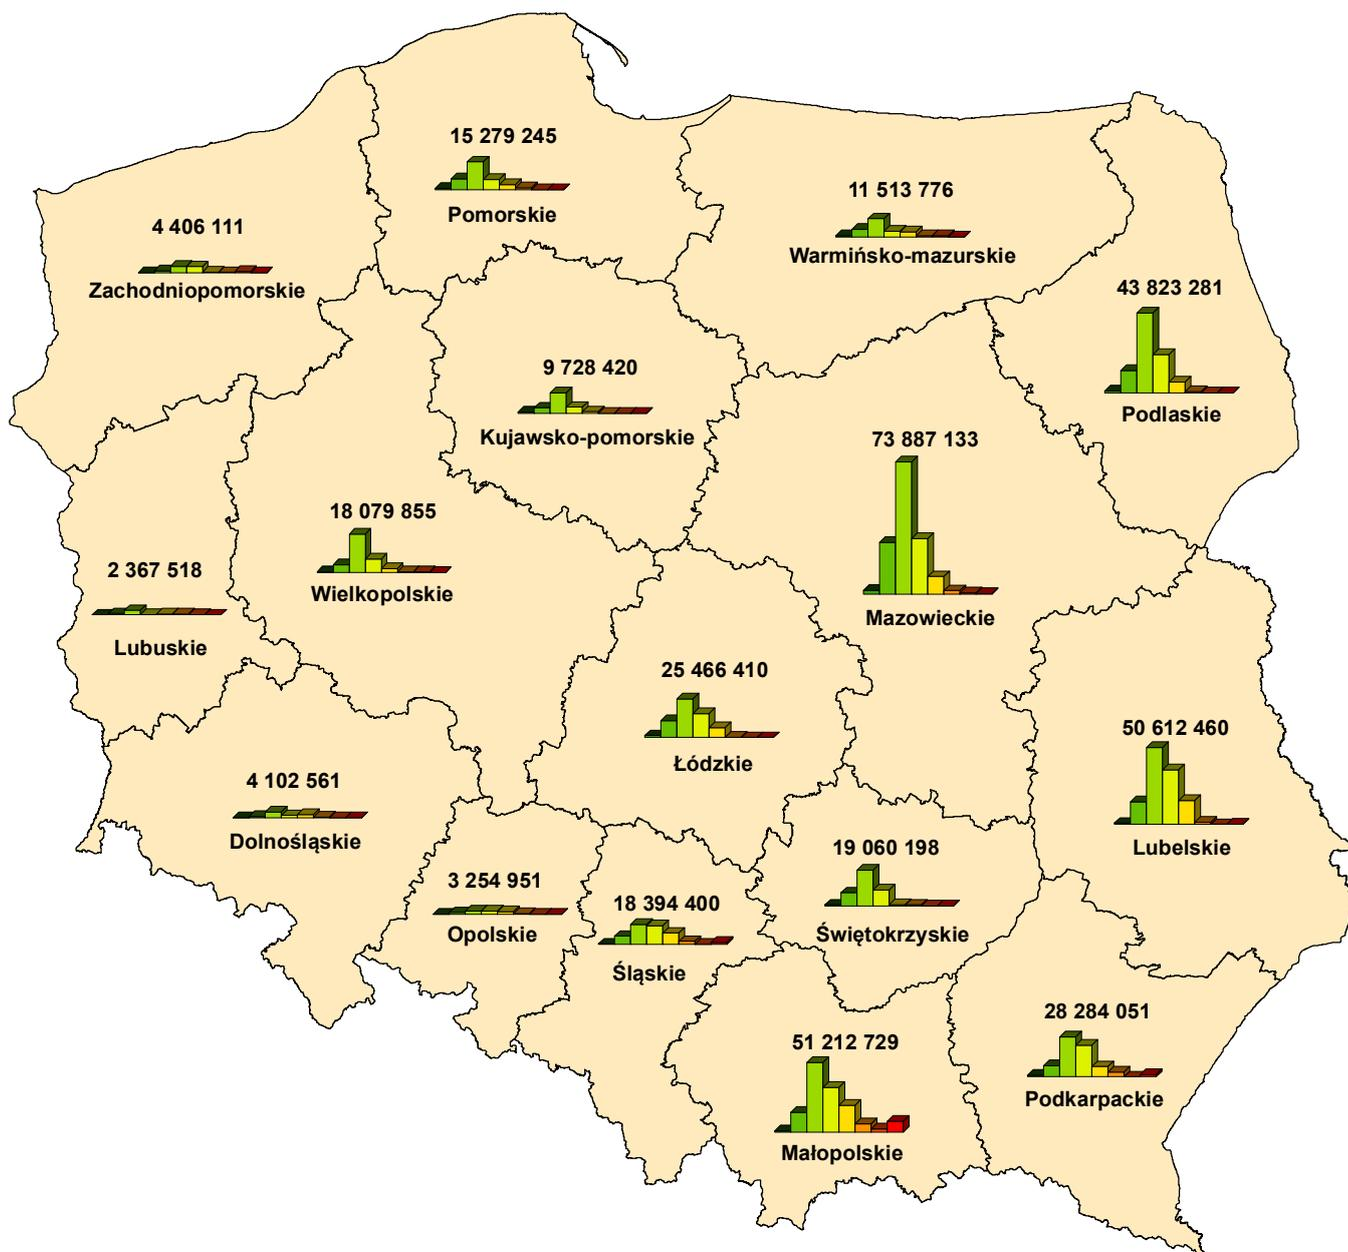 15 279 245
Pomorskie
11 513 776
Warmińsko-mazurskie
4 406 111
Zachodniopomorskie
43 823 281
Podlaskie
9 728 420
Kujawsko-pomorskie
73 887 133
Mazowieckie
18 079 855
Wielkopolskie
2 367 518
Lubuskie
25 466 410
Łódzkie
50 612 460
Lubelskie
4 102 561
Dolnośląskie
19 060 198
Świętokrzyskie
3 254 951
Opolskie
18 394 400
Śląskie
28 284 051
Podkarpackie
51 212 729
Małopolskie